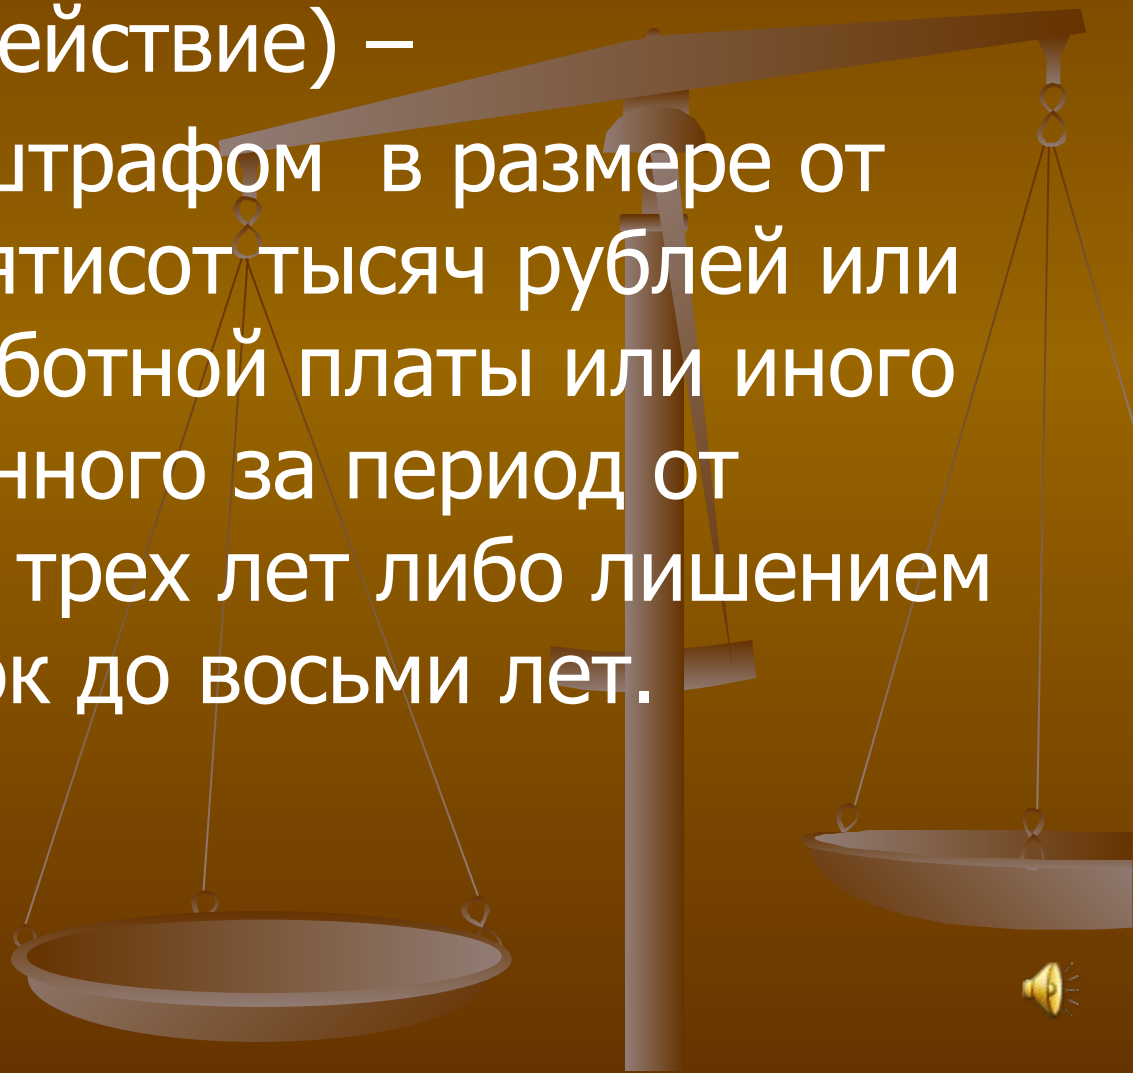 ействие) –
штрафом в размере от
ятисот тысяч рублей или
ботной платы или иного
нного за период от
трех лет либо лишением
ок до восьми лет.